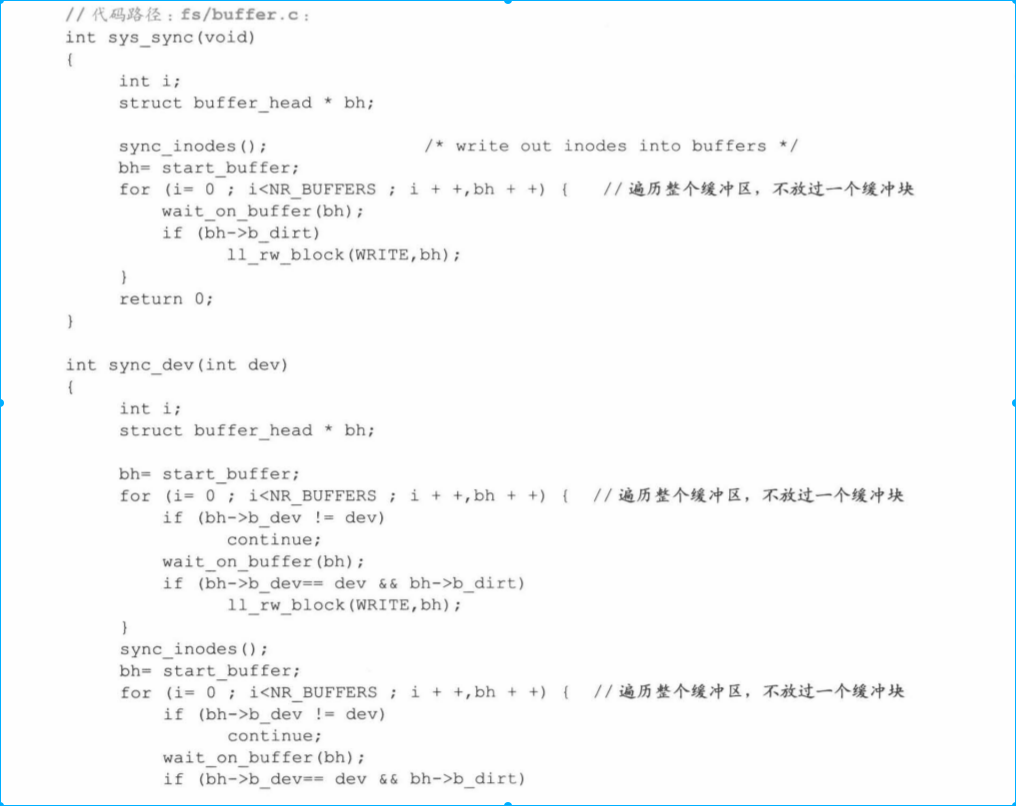 // 代码路径：fs/buffer.c：
int sys_sync(void)
{
int i;
struct buffer_head * bh;
sync_inodes(); /* write out inodes into buffers */
bh= start_buffer;
for (i= 0 ; i<NR_BUFFERS ; i + +,bh + +) { // 遍历整个缓冲区，不放过一个缓冲块
wait_on_buffer(bh);
if (bh->b_dirt)
ll_rw_block(WRITE,bh);
}
return 0;
}
int sync_dev(int dev)
{
int i;
struct buffer_head * bh;
bh= start_buffer;
for (i= 0 ; i<NR_BUFFERS ; i + +,bh + +) { // 遍历整个缓冲区，不放过一个缓冲块
if (bh->b_dev != dev)
continue;
wait_on_buffer(bh);
if (bh->b_dev== dev && bh->b_dirt)
ll_rw_block(WRITE,bh);
}
sync_inodes();
bh= start_buffer;
for (i= 0 ; i<NR_BUFFERS ; i + +,bh + +) { // 遍历整个缓冲区，不放过一个缓冲块
if (bh->b_dev != dev)
continue;
wait_on_buffer(bh);
if (bh->b_dev== dev && bh->b_dirt)